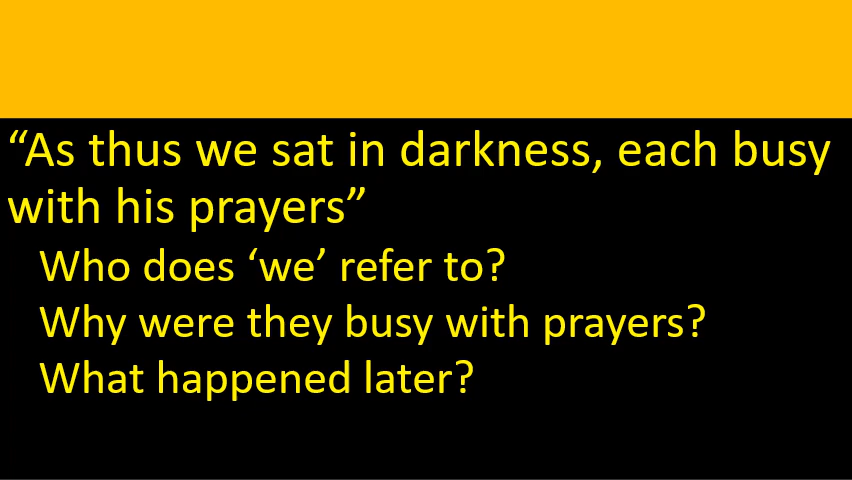 “As thus we sat in darkness, each busy
with his prayers”
Who does ‘we’ refer to?
Why were they busy with prayers?
What happened later?